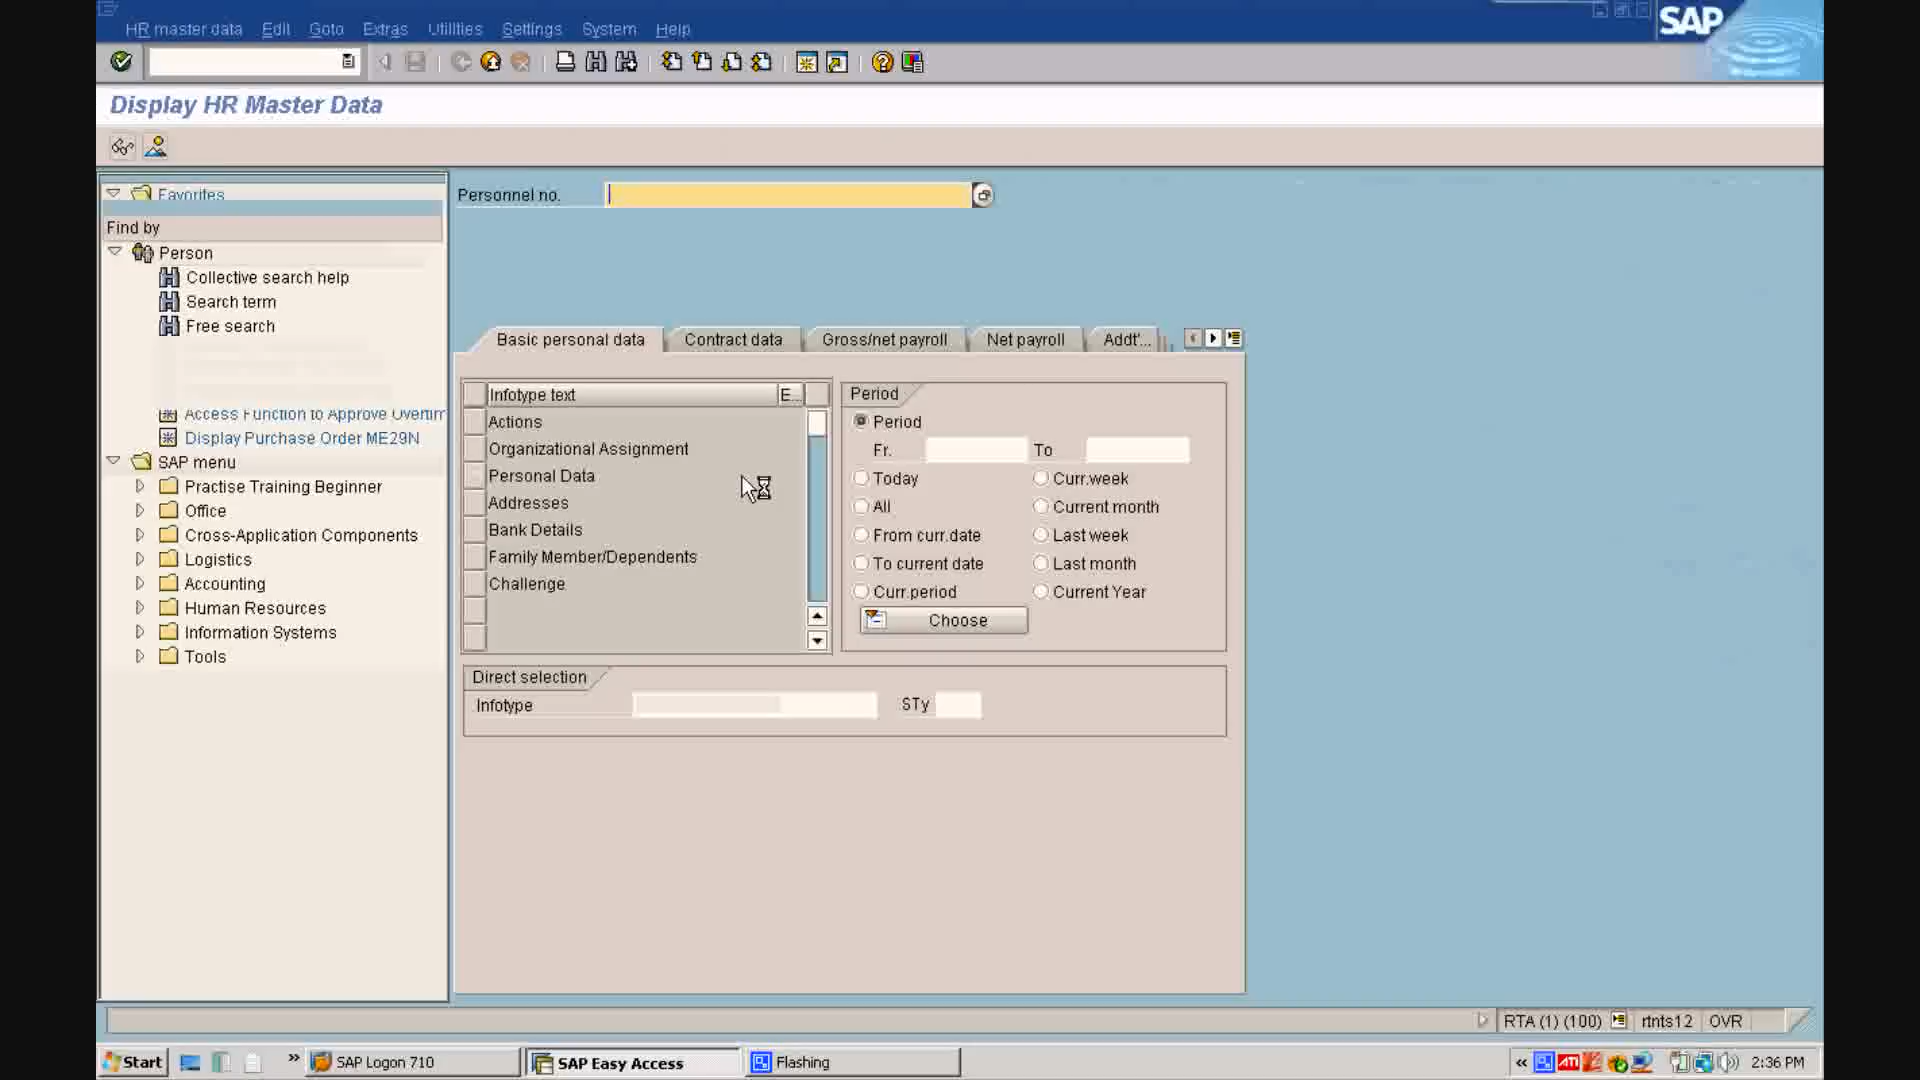 HR master data Edit Goto Extras Utilities Settings System Help
SAP
Display HR Master Data
Favorites
Find by
Person
Collective search help
Search term
Free search
Access Function to Approve Overtim
Display Purchase Order ME29N
SAP menu
Practise Training Beginner
Office
Cross-Application Components
Logistics
Accounting
Human Resources
Information Systems
Tools
Personnel no.
Basic personal data Contract data Gross/net payroll Net payroll Addt'...
Infotype text E...
Actions
Organizational Assignment
Personal Data
Addresses
Bank Details
Family Member/Dependents
Challenge
Period
Period
Fr. To
Today Curr.week
All Current month
From curr.date Last week
To current date Last month
Curr.period Current Year
Choose
Direct selection
Infotype STy
RTA (1) (100) rtnts12 OVR
Start » SAP Logon 710 SAP Easy Access Flashing « ATI 2:36 PM